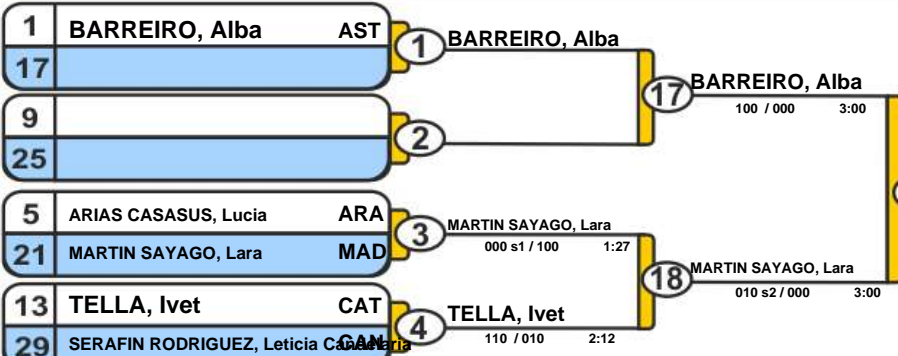 1 BARREIRO, Alba AST
17
1 BARREIRO, Alba
9
25
2
17 BARREIRO, Alba
100 / 000 3:00
5 ARIAS CASASUS, Lucia ARA
21 MARTIN SAYAGO, Lara MAD
3 MARTIN SAYAGO, Lara
000 s1 / 100 1:27
13 TELLA, Ivet CAT
29 SERAFIN RODRIGUEZ, Leticia Candelaria CAN
4 TELLA, Ivet
110 / 010 2:12
18 MARTIN SAYAGO, Lara
010 s2 / 000 3:00